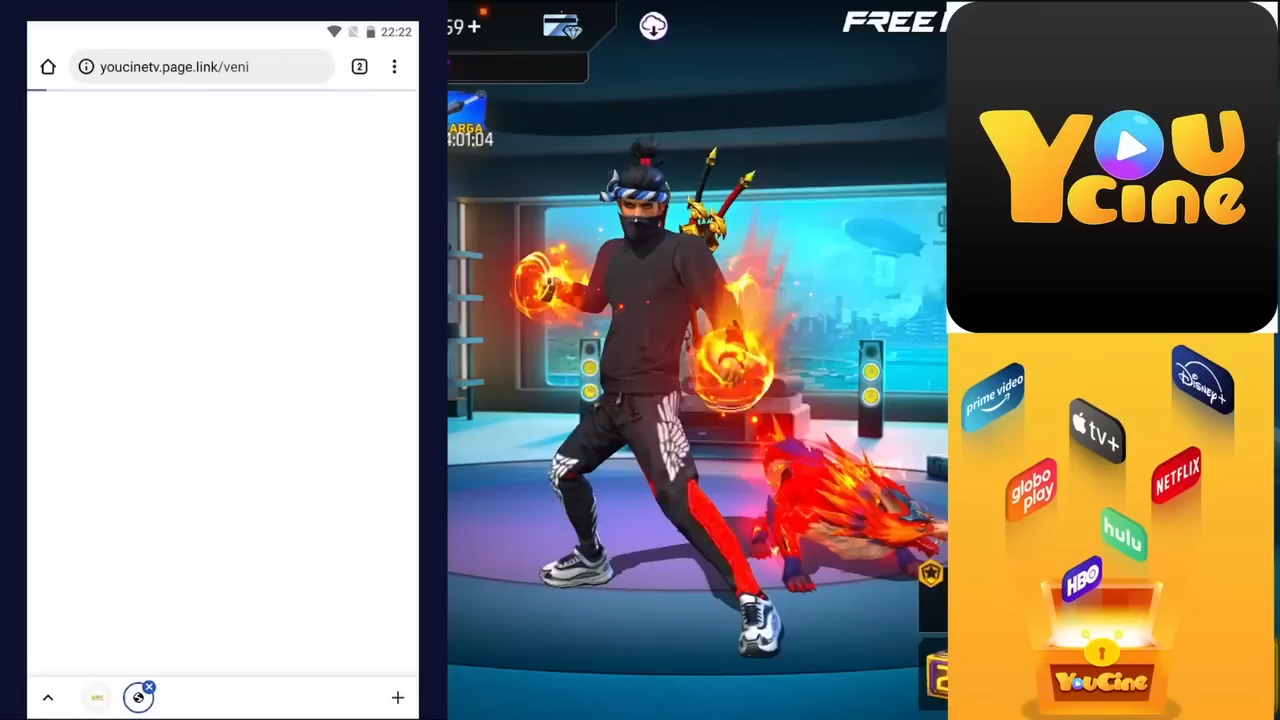 22:22
youcinetv.page.link/veni
2
59 +
FREE
ARGA
4:01:04
YOU
Cine
prime video
Disney+
tv+
globo
play
NETFLIX
hulu
HBO
YouCine